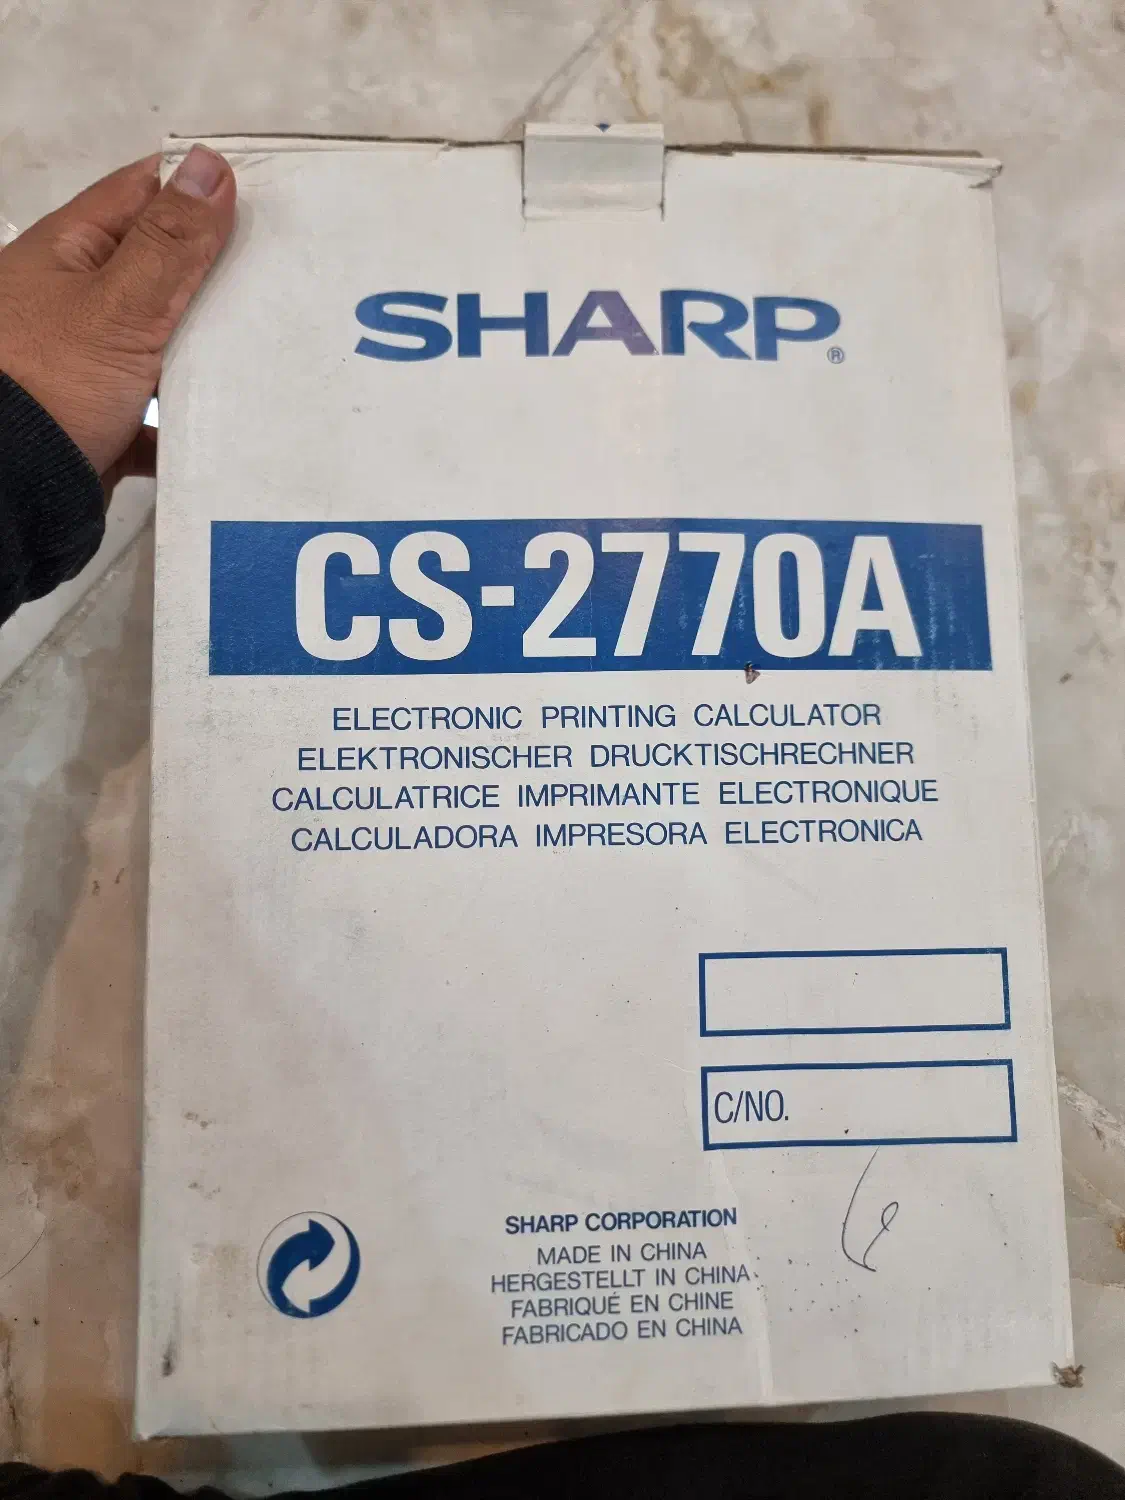 SHARP®
CS-2770A
ELECTRONIC PRINTING CALCULATOR
ELEKTRONISCHER DRUCKTISCHRECHNER
CALCULATRICE IMPRIMANTE ELECTRONIQUE
CALCULADORA IMPRESORA ELECTRONICA
C/NO.
SHARP CORPORATION
MADE IN CHINA
HERGESTELLT IN CHINA
FABRIQUÉ EN CHINE
FABRICADO EN CHINA